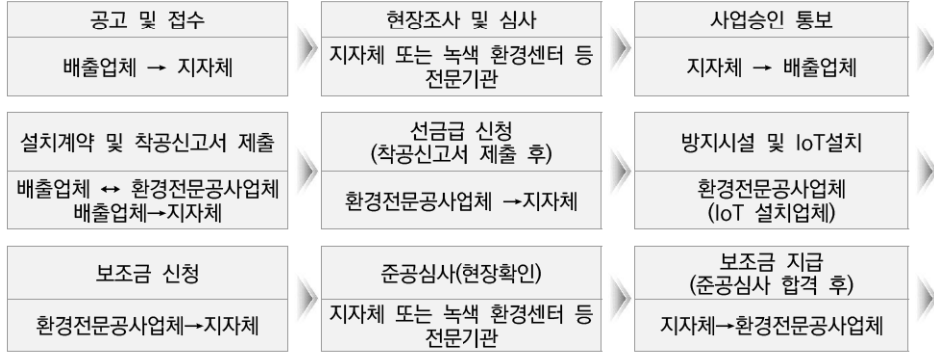 공고 및 접수
배출업체 → 지자체
현장조사 및 심사
지자체 또는 녹색 환경센터 등
전문기관
사업승인 통보
지자체 → 배출업체
설치계약 및 착공신고서 제출
배출업체 ↔ 환경전문공사업체
배출업체→지자체
선금급 신청
(착공신고서 제출 후)
환경전문공사업체 →지자체
방지시설 및 IoT설치
환경전문공사업체
(IoT 설치업체)
보조금 신청
환경전문공사업체→지자체
준공심사(현장확인)
지자체 또는 녹색 환경센터 등
전문기관
보조금 지급
(준공심사 합격 후)
지자체→환경전문공사업체